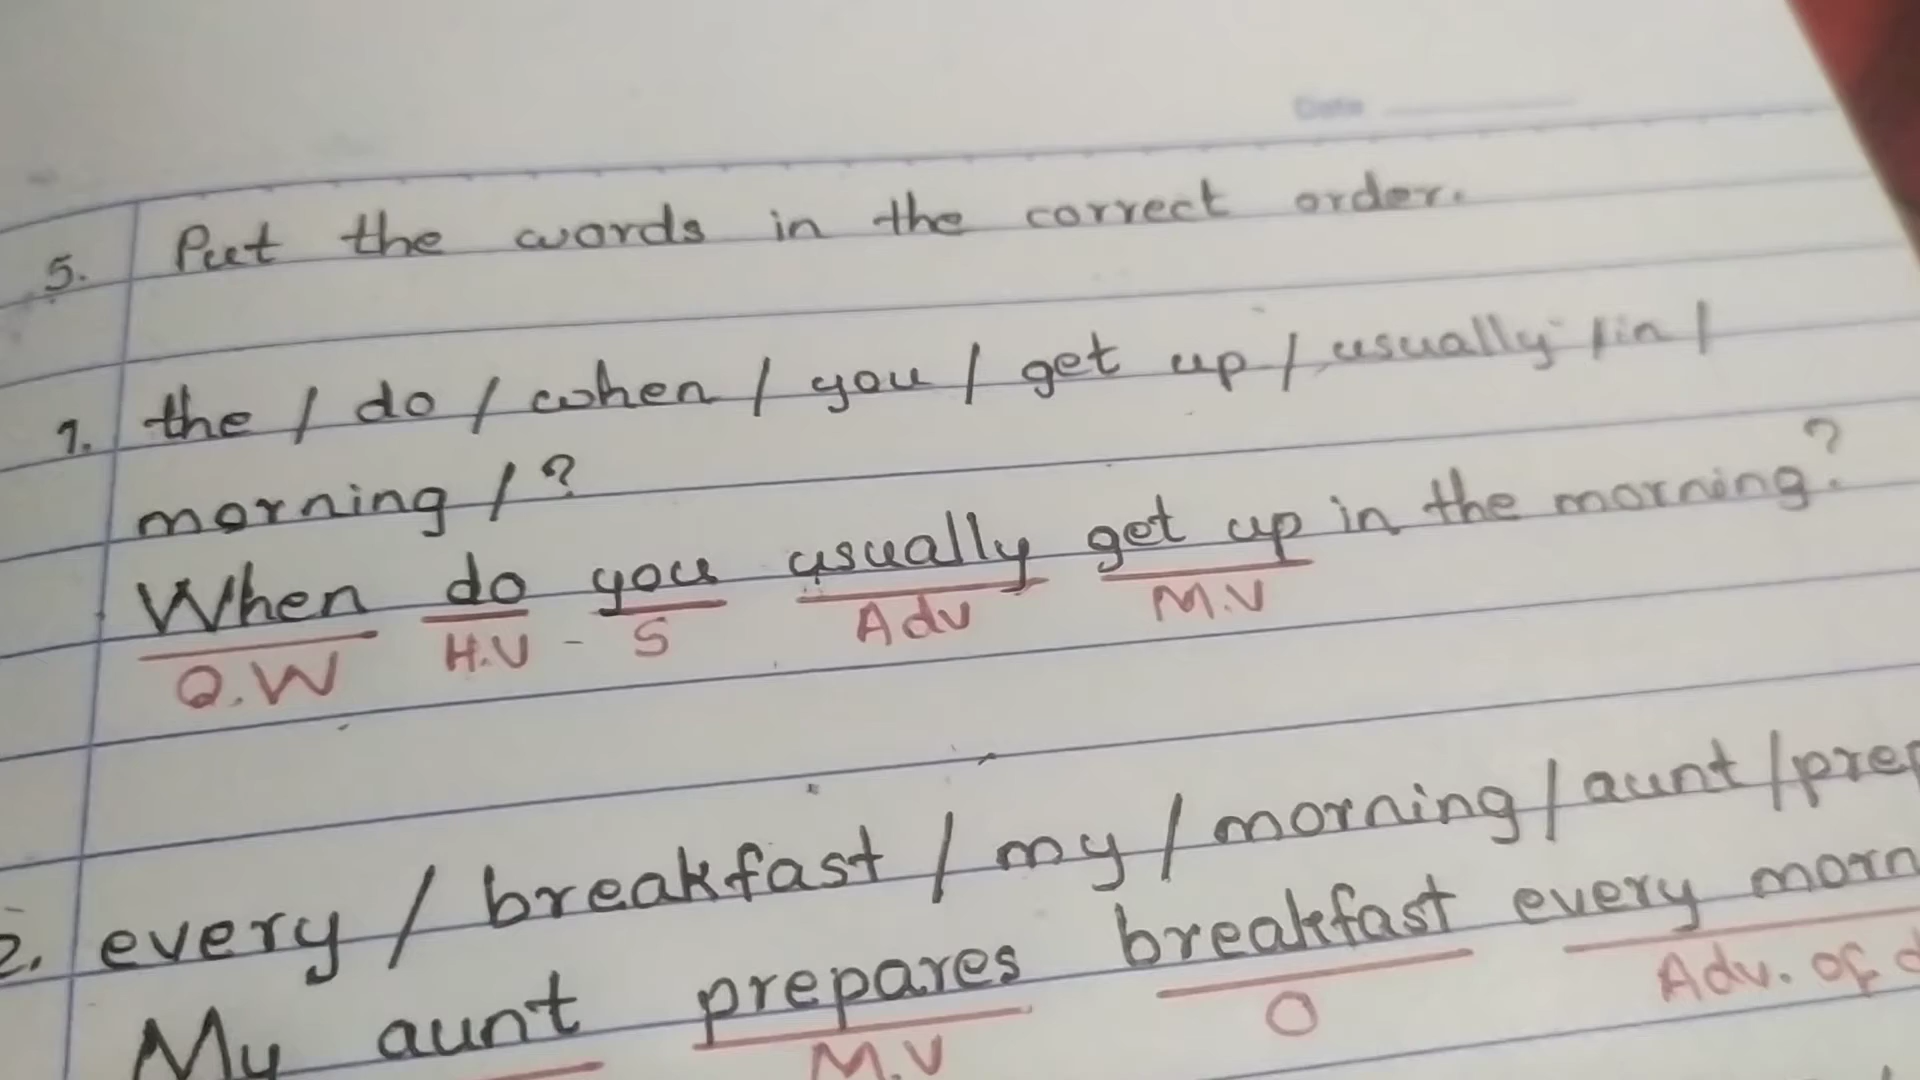 Date
5. Put the words in the correct order.
1. the / do / when / you / get up / usually / in /
morning / ?
When do you usually get up in the morning?
Q.W H.V - S Adv M.V
2. every / breakfast / my / morning / aunt / prep
My aunt prepares breakfast every morn
M.V O Adv. of